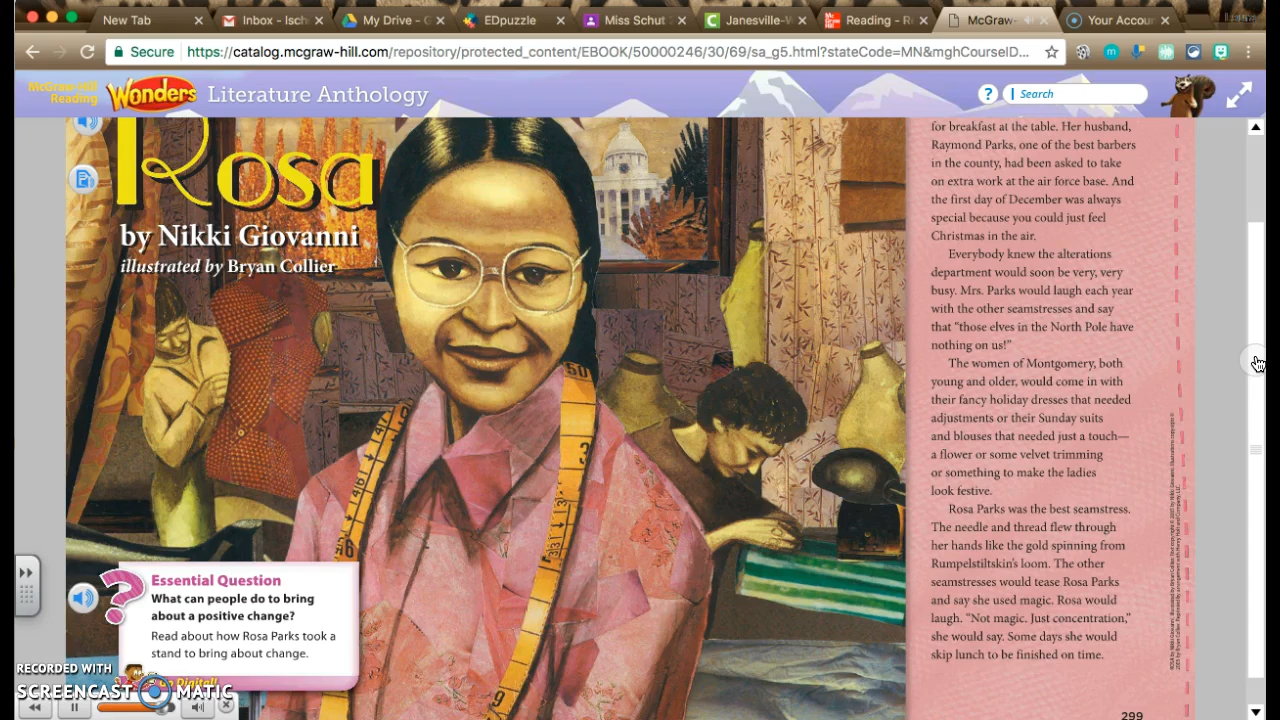 New Tab
Inbox - lsch
My Drive - G
EDpuzzle
Miss Schut
Janesville-W
Reading - R
McGraw-
Your Accoun
Secure
https://catalog.mcgraw-hill.com/repository/protected_content/EBOOK/50000246/30/69/sa_g5.html?stateCode=MN&mghCourseID...
McGraw-Hill
Reading
Wonders
Literature Anthology
?
Search
Rosa
by Nikki Giovanni
illustrated by Bryan Collier
Essential Question
What can people do to bring
about a positive change?
Read about how Rosa Parks took a
stand to bring about change.
Go Digital!
RECORDED WITH
SCREENCAST MATIC
for breakfast at the table. Her husband,
Raymond Parks, one of the best barbers
in the county, had been asked to take
on extra work at the air force base. And
the first day of December was always
special because you could just feel
Christmas in the air.
Everybody knew the alterations
department would soon be very, very
busy. Mrs. Parks would laugh each year
with the other seamstresses and say
that “those elves in the North Pole have
nothing on us!”
The women of Montgomery, both
young and older, would come in with
their fancy holiday dresses that needed
adjustments or their Sunday suits
and blouses that needed just a touch—
a flower or some velvet trimming
or something to make the ladies
look festive.
Rosa Parks was the best seamstress.
The needle and thread flew through
her hands like the gold spinning from
Rumpelstiltskin’s loom. The other
seamstresses would tease Rosa Parks
and say she used magic. Rosa would
laugh. “Not magic. Just concentration,”
she would say. Some days she would
skip lunch to be finished on time.
299